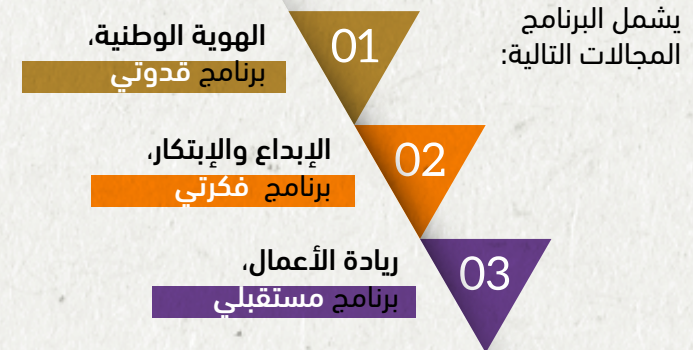 يشمل البرنامج
المجالات التالية:
01
الهوية الوطنية،
برنامج قدوتي
02
الإبداع والإبتكار،
برنامج فكرتي
03
ريادة الأعمال،
برنامج مستقبلي